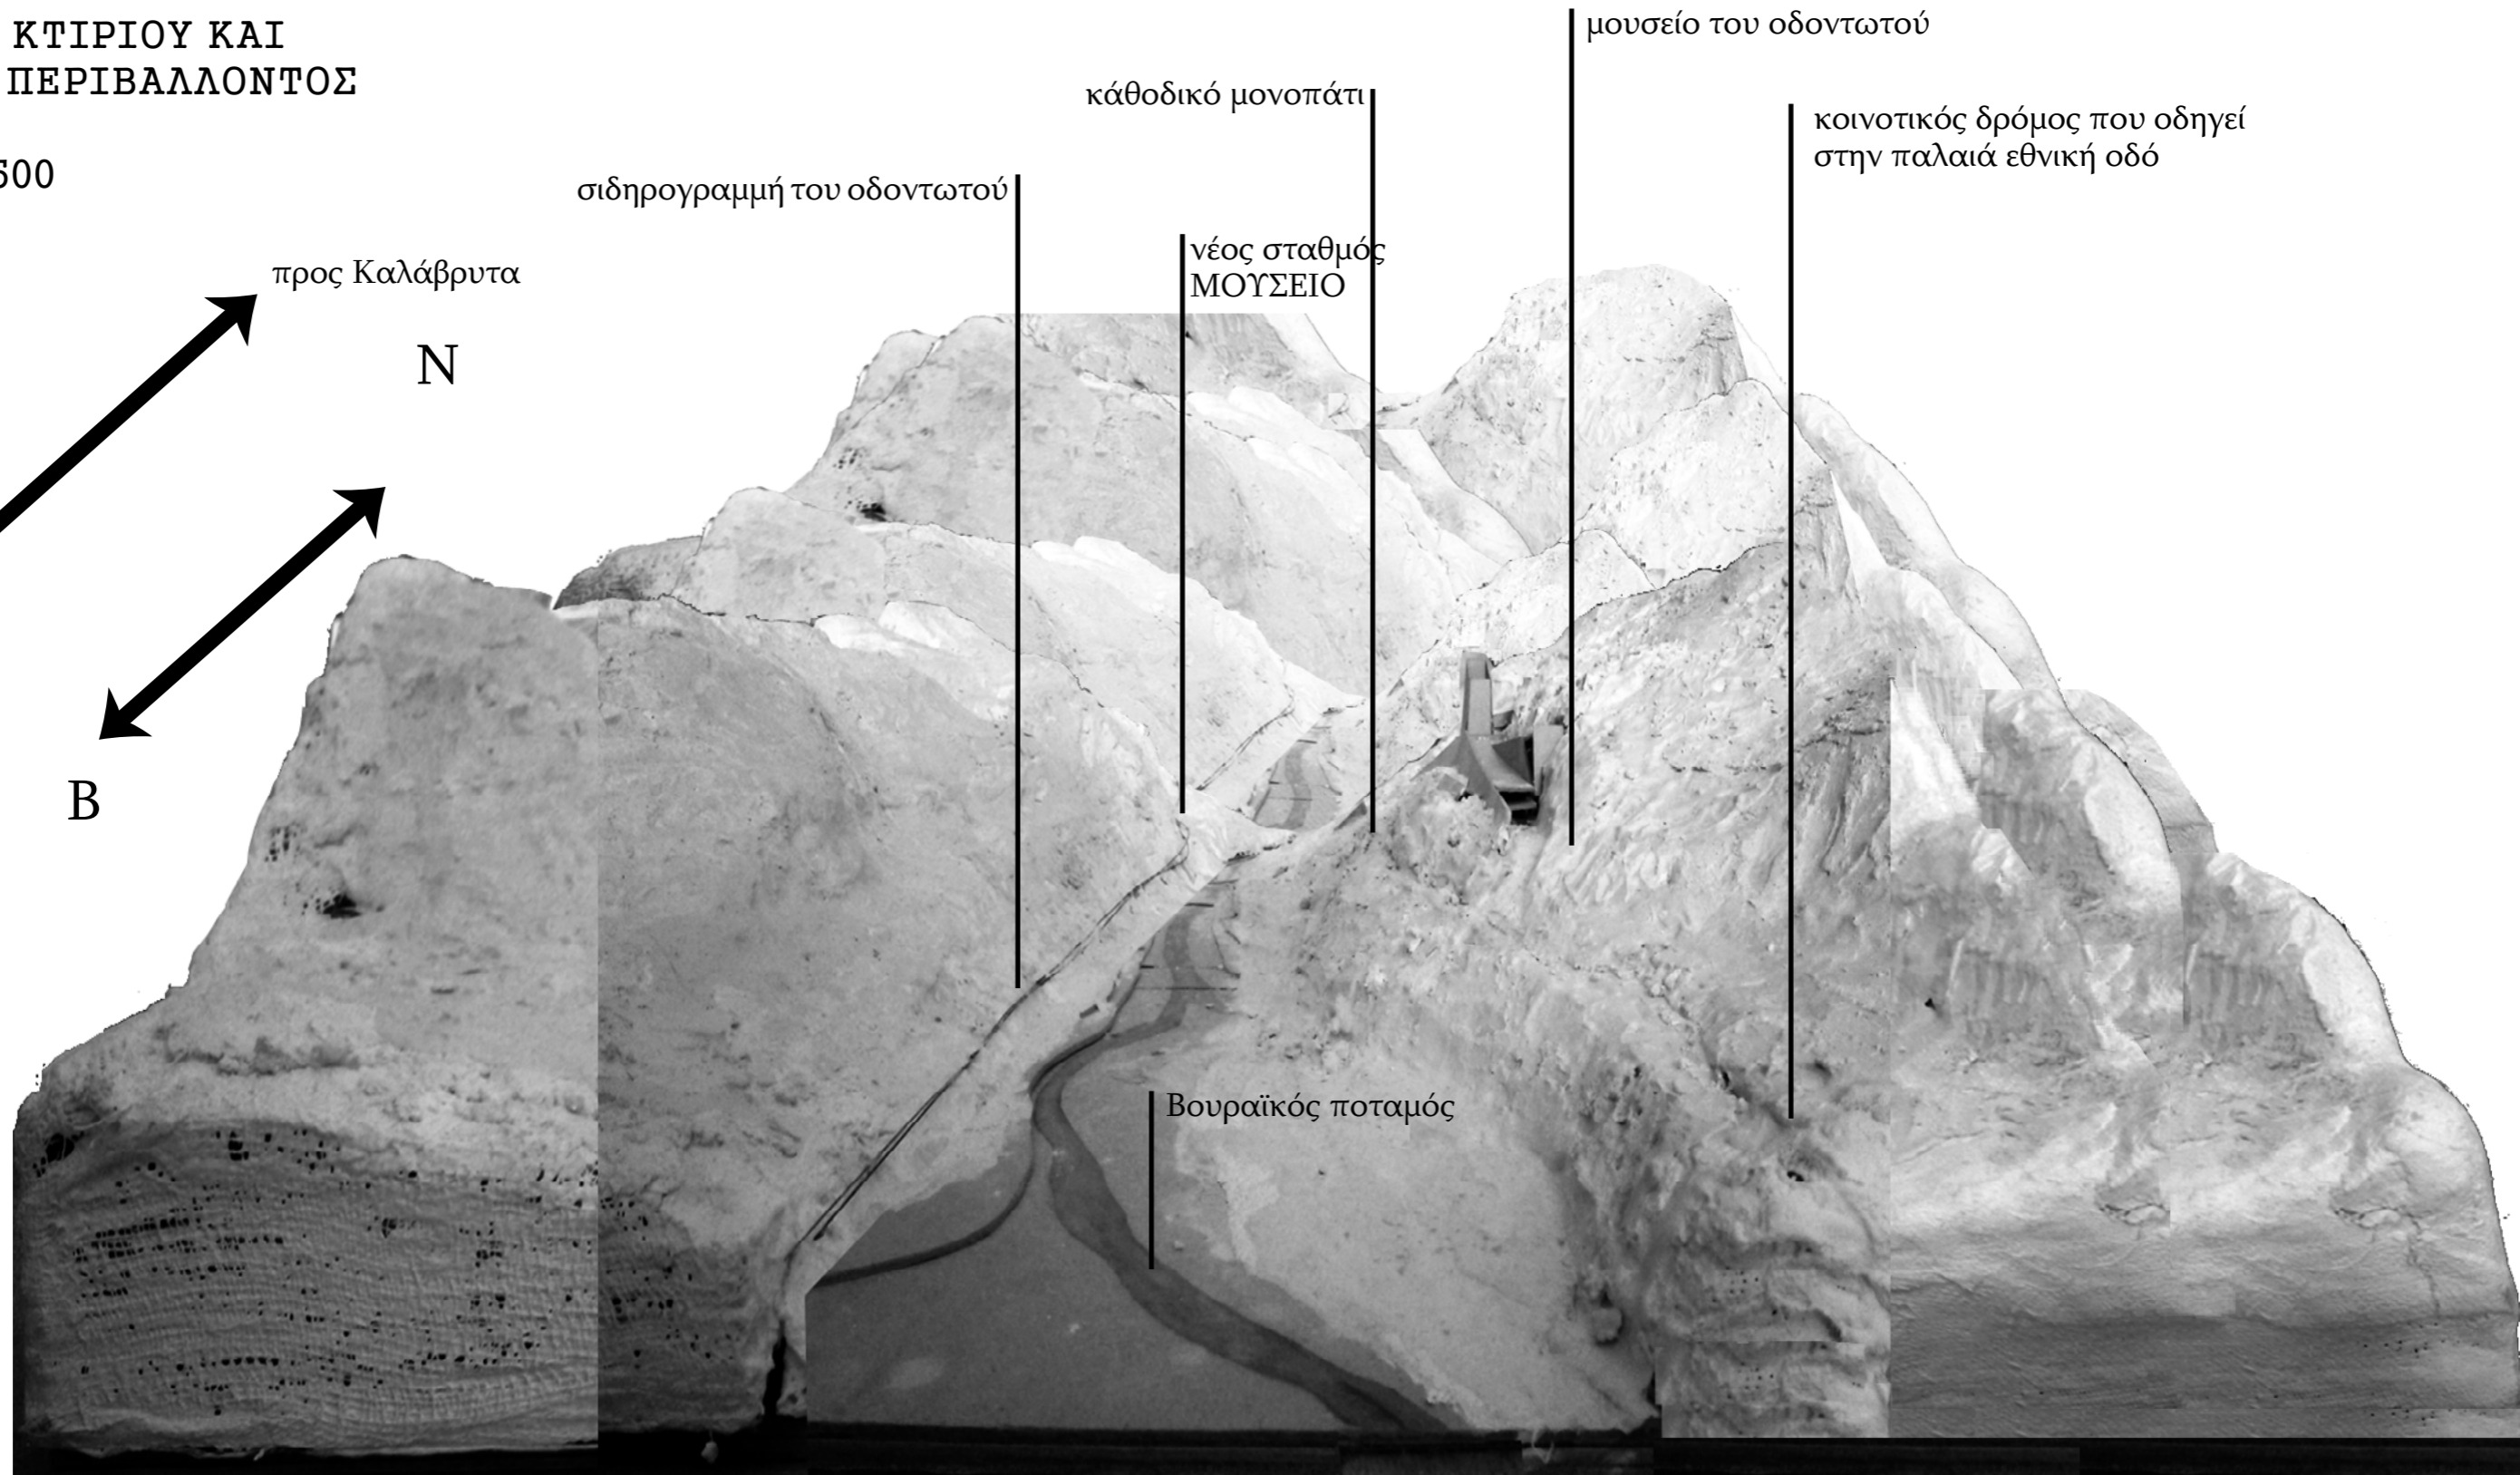 ΚΤΙΡΙΟΥ ΚΑΙ
ΠΕΡΙΒΑΛΛΟΝΤΟΣ
500
μουσείο του οδοντωτού
κάθοδικό μονοπάτι
κοινοτικός δρόμος που οδηγεί
στην παλαιά εθνική οδό
σιδηρογραμμή του οδοντωτού
νέος σταθμός
ΜΟΥΣΕΙΟ
προς Καλάβρυτα
Ν
Β
Βουραϊκός ποταμός